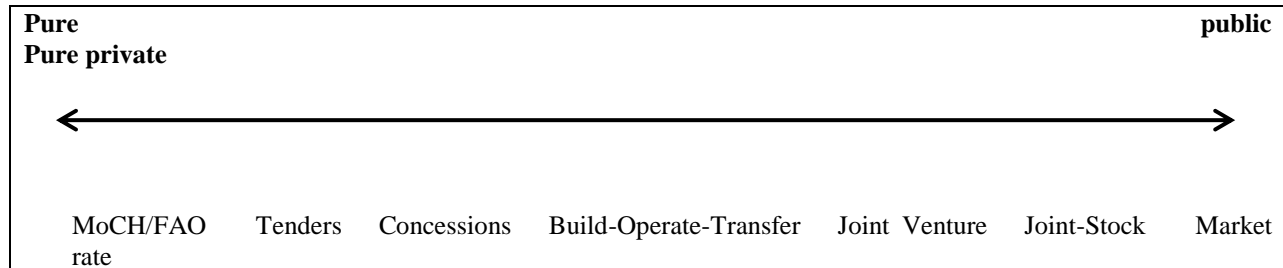 Pure public
Pure private
MoCH/FAO Tenders Concessions Build-Operate-Transfer Joint Venture Joint-Stock Market
rate